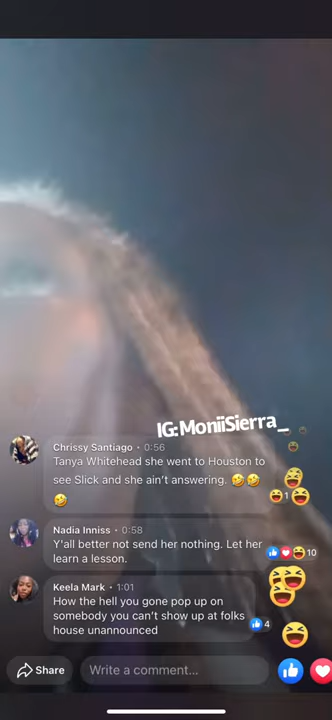 IG:MoniiSierra_
Chrissy Santiago • 0:56
Tanya Whitehead she went to Houston to
see Slick and she ain’t answering. 🤣🤣
🤣
1
Nadia Inniss • 0:58
Y'all better not send her nothing. Let her
learn a lesson.
10
Keela Mark • 1:01
How the hell you gone pop up on
somebody you can’t show up at folks
house unannounced
4
Share
Write a comment...